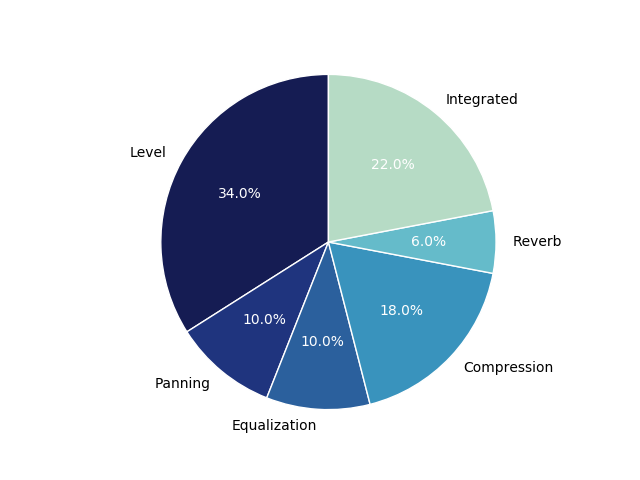 Integrated
Level
22.0%
34.0%
6.0%
Reverb
18.0%
10.0%
10.0%
Compression
Panning
Equalization